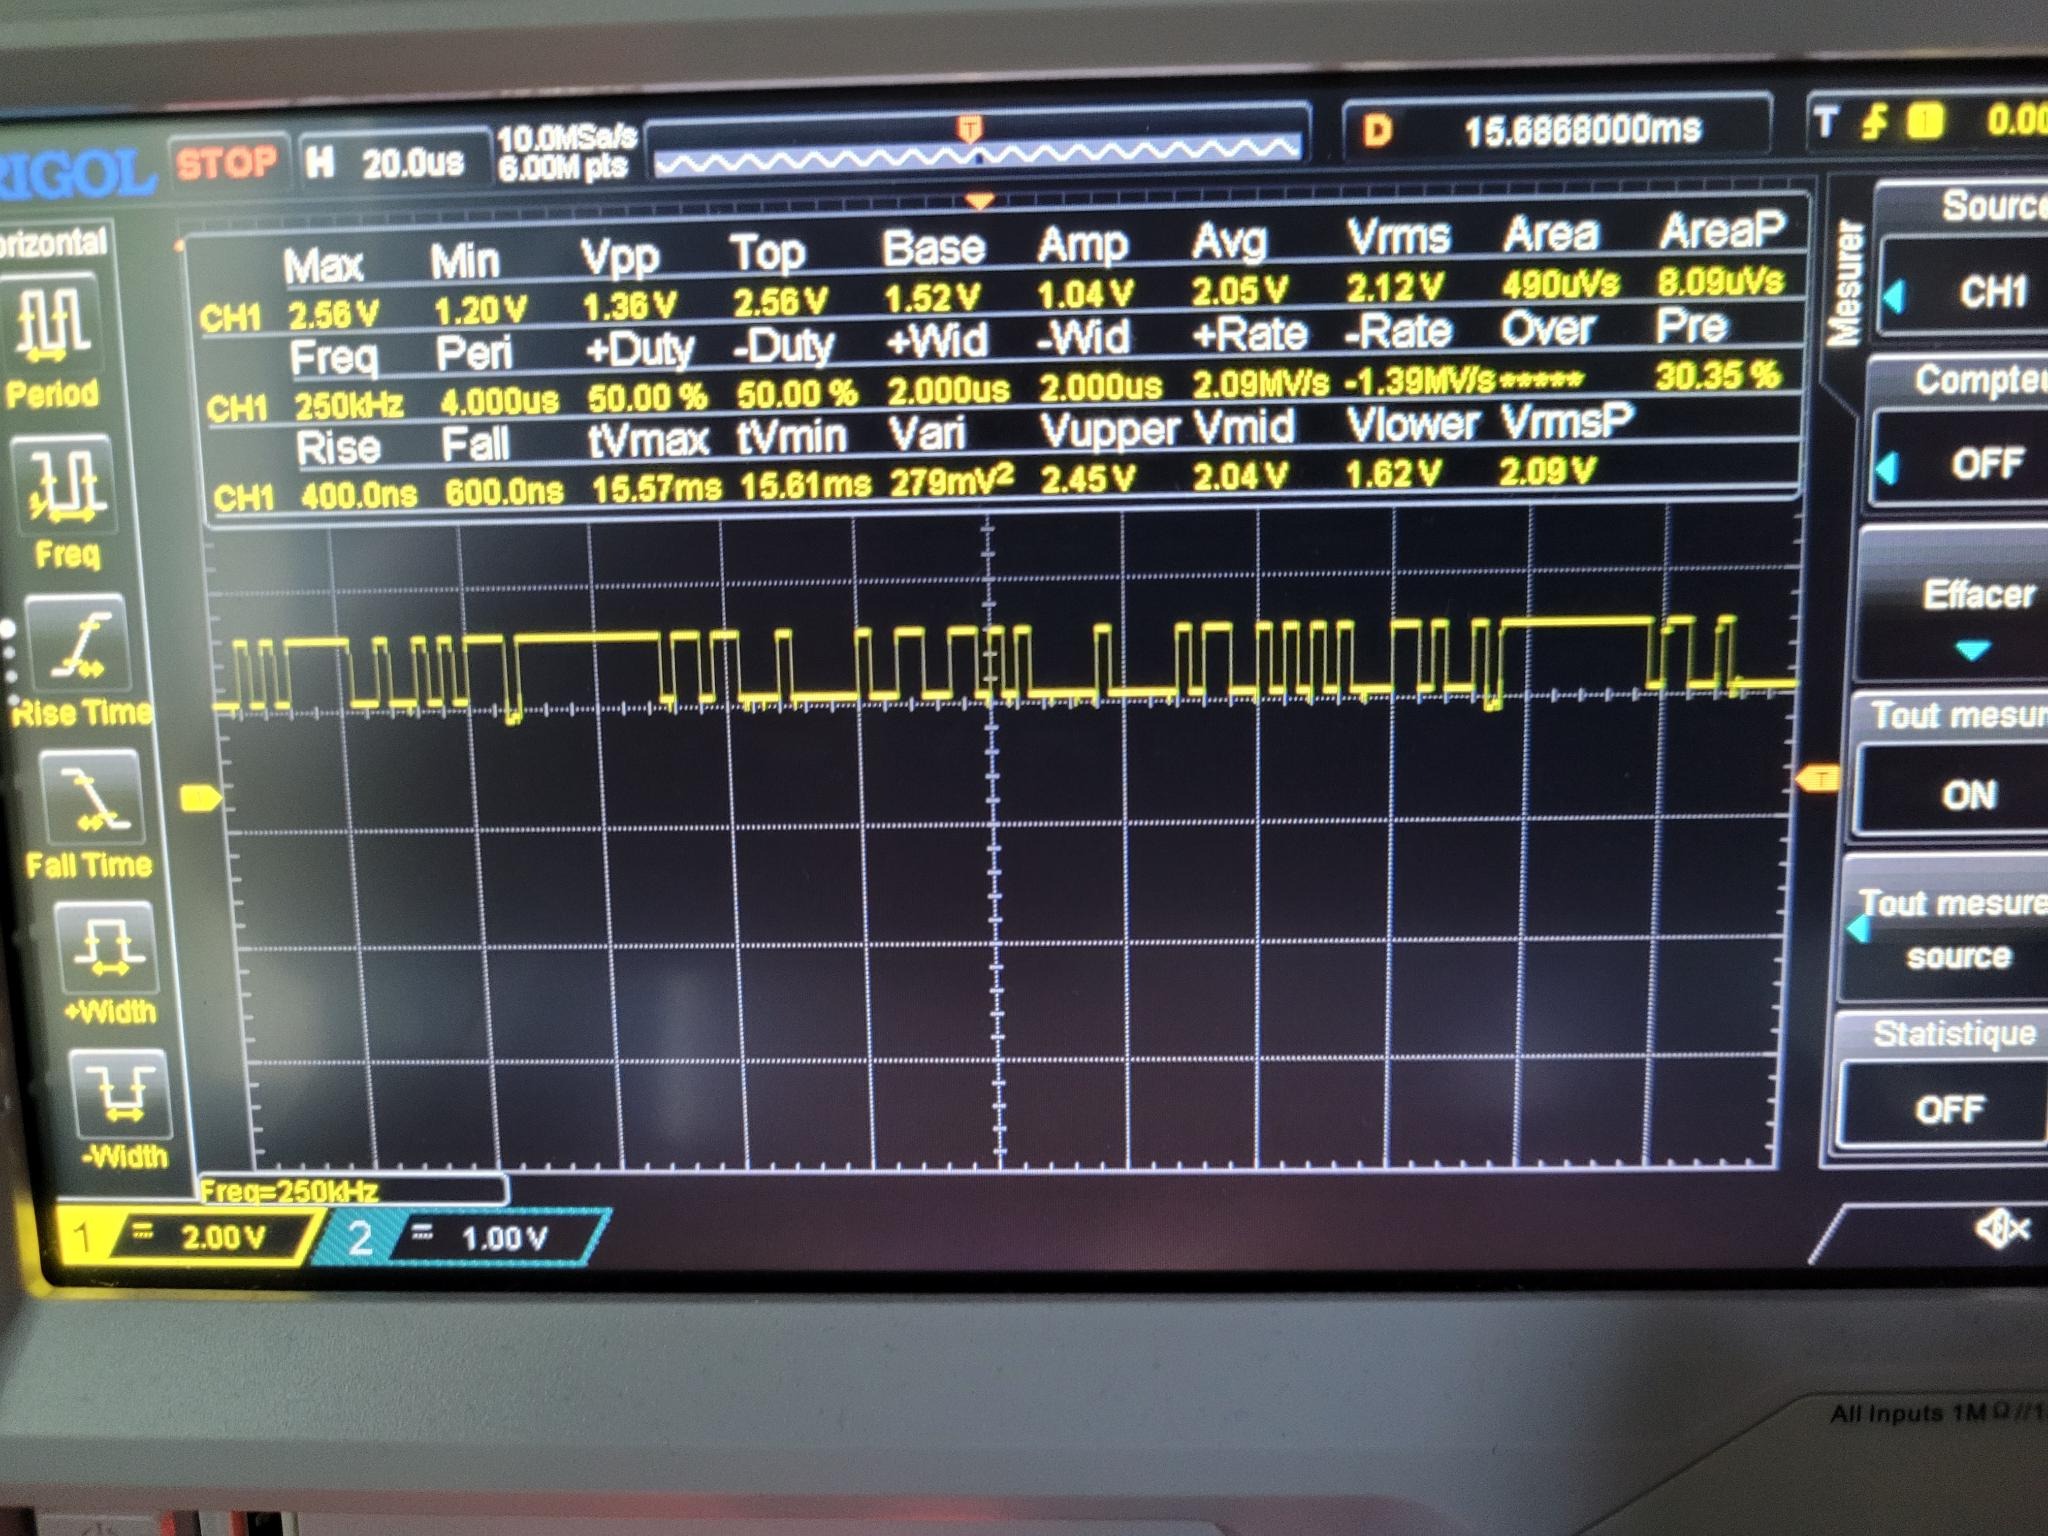 RIGOL STOP H 20.0us 10.0MSa/s 6.00M pts T D 15.6868000ms T 1 0.00
orizontal
Period
Freq
Rise Time
Fall Time
+Width
-Width
Max Min Vpp Top Base Amp Avg Vrms Area AreaP
CH1 2.56 V 1.20 V 1.36 V 2.56 V 1.52 V 1.04 V 2.05 V 2.12 V 490uVs 8.09uVs
Freq Peri +Duty -Duty +Wid -Wid +Rate -Rate Over Pre
CH1 250kHz 4.000us 50.00 % 50.00 % 2.000us 2.000us 2.09MV/s -1.39MV/s ***** 30.35 %
Rise Fall tVmax tVmin Vari Vupper Vmid Vlower VrmsP
CH1 400.0ns 600.0ns 15.57ms 15.61ms 279mV² 2.45 V 2.04 V 1.62 V 2.09 V
T
Mesurer
Source
CH1
Compteu
OFF
Effacer
Tout mesur
ON
Tout mesure
source
Statistique
OFF
Freq=250kHz
1 2.00 V 2 1.00 V
All Inputs 1MΩ//1